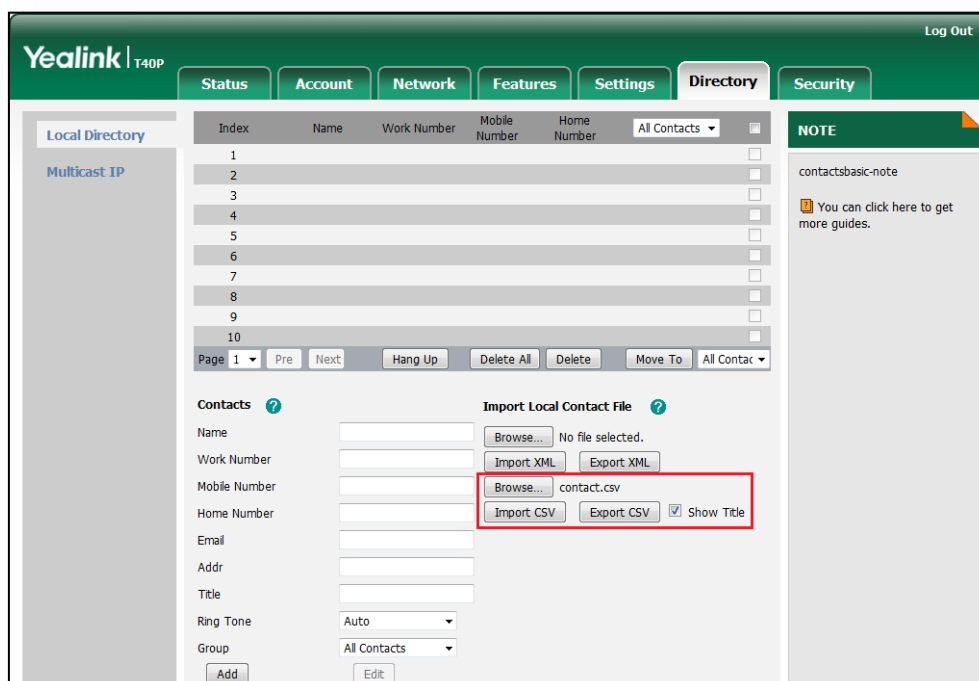 Log Out
Yealink T40P
Status Account Network Features Settings Directory Security
Local Directory
Multicast IP
Index Name Work Number Mobile Number Home Number All Contacts
1
2
3
4
5
6
7
8
9
10
Page 1 Pre Next Hang Up Delete All Delete Move To All Contac
NOTE
contactsbasic-note
You can click here to get
more guides.
Contacts ? Import Local Contact File ?
Name Browse... No file selected.
Work Number Import XML Export XML
Mobile Number Browse... contact.csv
Home Number Import CSV Export CSV Show Title
Email
Addr
Title
Ring Tone Auto
Group All Contacts
Add Edit